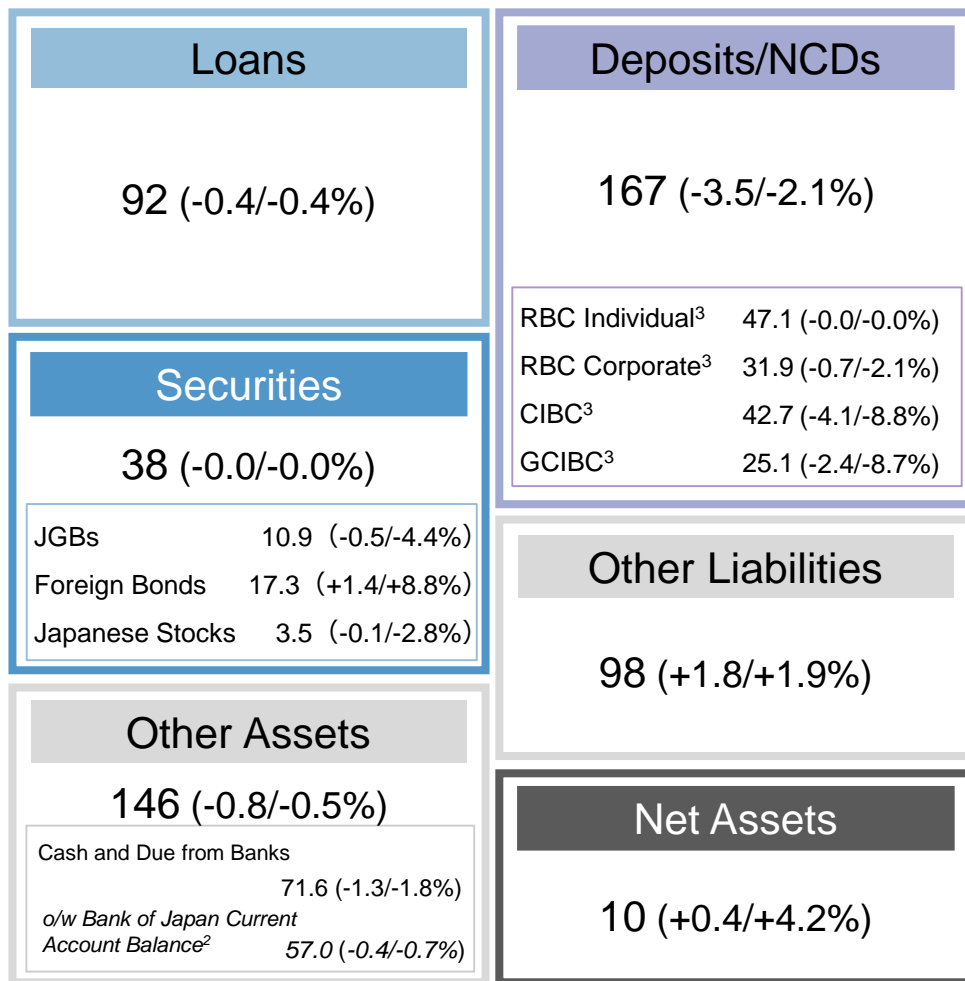 Loans
92 (-0.4/-0.4%)
Securities
38 (-0.0/-0.0%)
JGBs 10.9 （-0.5/-4.4%）
Foreign Bonds 17.3 （+1.4/+8.8%）
Japanese Stocks 3.5 （-0.1/-2.8%）
Other Assets
146 (-0.8/-0.5%)
Cash and Due from Banks
71.6 (-1.3/-1.8%)
o/w Bank of Japan Current
Account Balance² 57.0 (-0.4/-0.7%)
Deposits/NCDs
167 (-3.5/-2.1%)
RBC Individual³ 47.1 (-0.0/-0.0%)
RBC Corporate³ 31.9 (-0.7/-2.1%)
CIBC³ 42.7 (-4.1/-8.8%)
GCIBC³ 25.1 (-2.4/-8.7%)
Other Liabilities
98 (+1.8/+1.9%)
Net Assets
10 (+0.4/+4.2%)